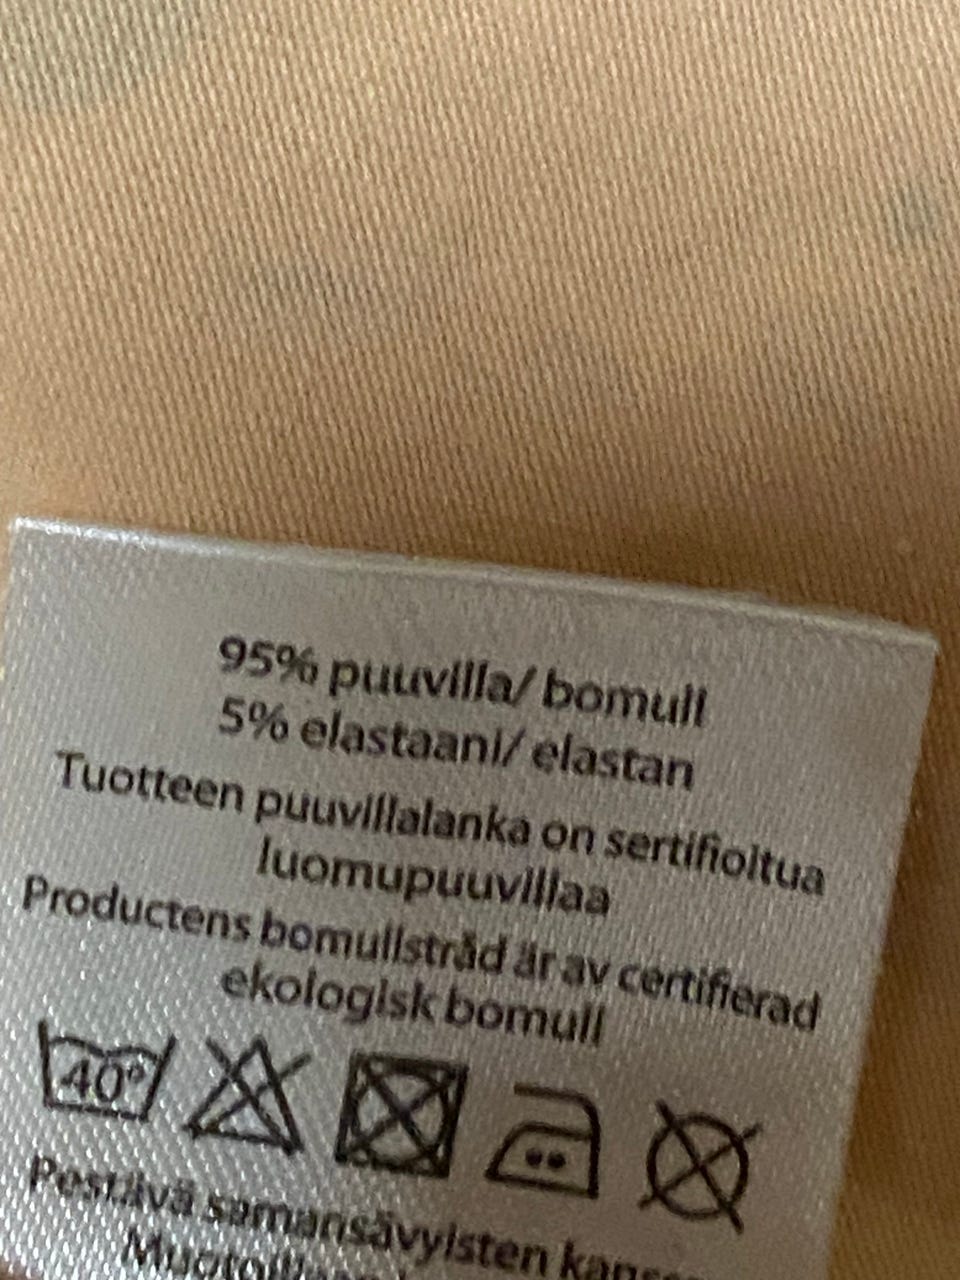 95% puuvilla/ bomull
5% elastaani/ elastan
Tuotteen puuvillalanka on sertifioitua
luomupuuvillaa
Productens bomullstråd är av certifierad
ekologisk bomull
40°
Pestävä samansävyisten